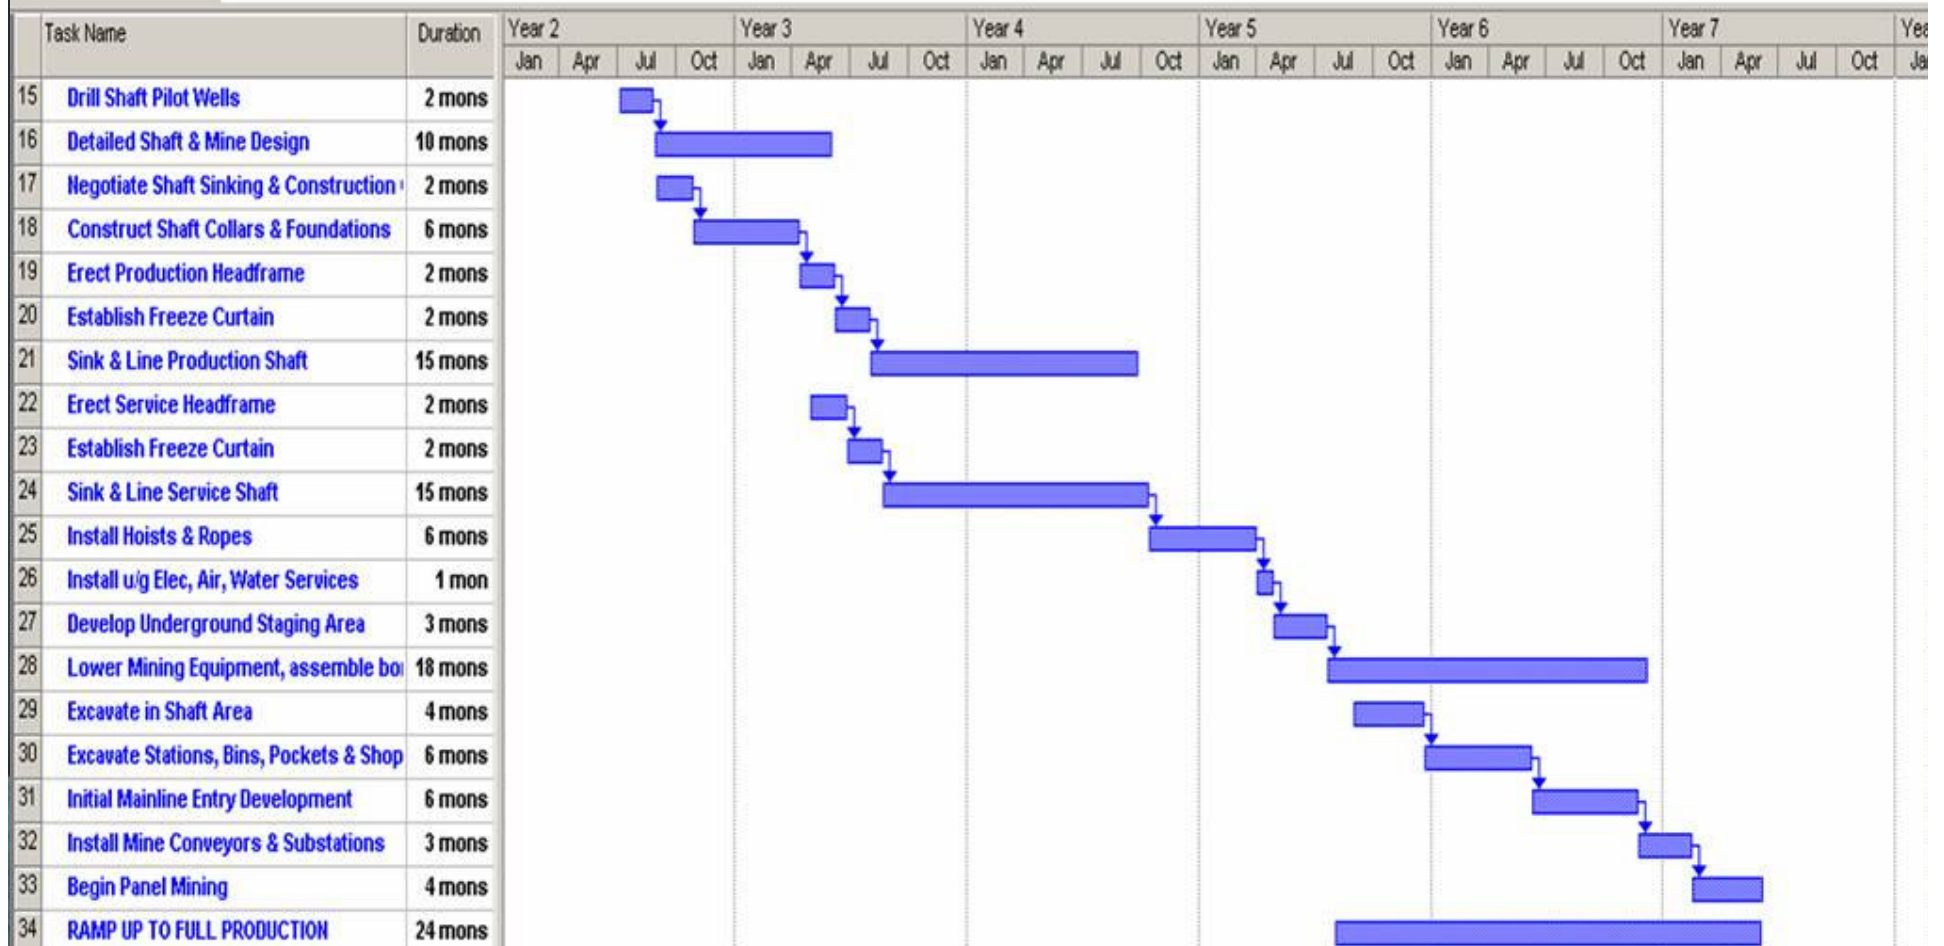 Task Name Duration Year 2 Year 3 Year 4 Year 5 Year 6 Year 7
Jan Apr Jul Oct Jan Apr Jul Oct Jan Apr Jul Oct Jan Apr Jul Oct Jan Apr Jul Oct Jan Apr Jul Oct
15 Drill Shaft Pilot Wells 2 mons
16 Detailed Shaft & Mine Design 10 mons
17 Negotiate Shaft Sinking & Construction 2 mons
18 Construct Shaft Collars & Foundations 6 mons
19 Erect Production Headframe 2 mons
20 Establish Freeze Curtain 2 mons
21 Sink & Line Production Shaft 15 mons
22 Erect Service Headframe 2 mons
23 Establish Freeze Curtain 2 mons
24 Sink & Line Service Shaft 15 mons
25 Install Hoists & Ropes 6 mons
26 Install u/g Elec, Air, Water Services 1 mon
27 Develop Underground Staging Area 3 mons
28 Lower Mining Equipment, assemble 18 mons
29 Excavate in Shaft Area 4 mons
30 Excavate Stations, Bins, Pockets & Shop 6 mons
31 Initial Mainline Entry Development 6 mons
32 Install Mine Conveyors & Substations 3 mons
33 Begin Panel Mining 4 mons
34 RAMP UP TO FULL PRODUCTION 24 mons